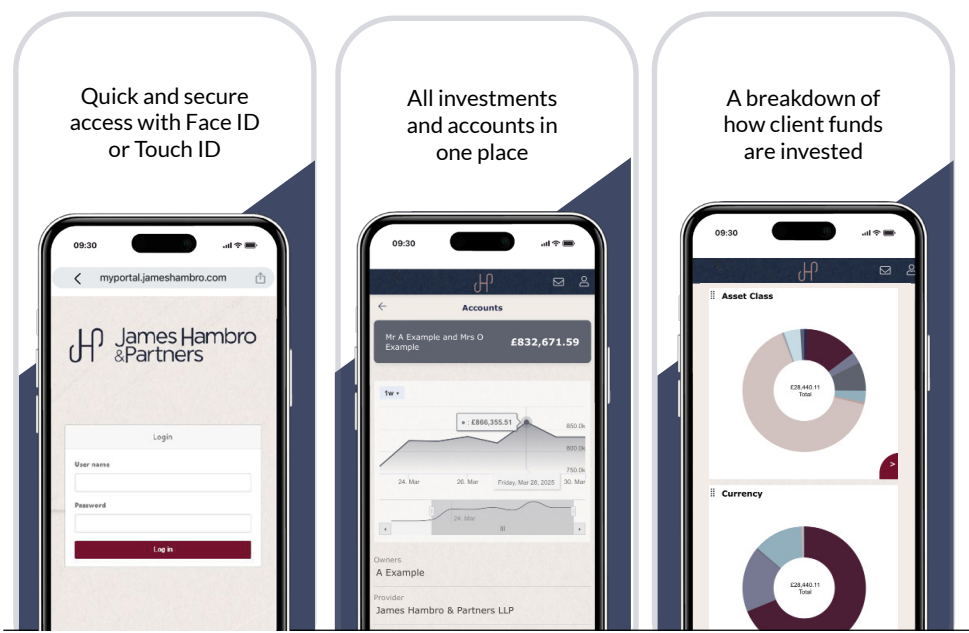 Quick and secure
access with Face ID
or Touch ID
09:30
myportal.jameshambro.com
James Hambro
&Partners
Login
User name
Password
Log in
All investments
and accounts in
one place
09:30
Accounts
Mr A Example and Mrs O
Example
£832,671.59
1w
: £866,355.51
850.0k
800.0k
750.0k
24. Mar
26. Mar
Friday, Mar 28, 2025
30. Mar
24. Mar
Owners
A Example
Provider
James Hambro & Partners LLP
A breakdown of
how client funds
are invested
09:30
Asset Class
£28,440.11
Total
>
Currency
£28,440.11
Total